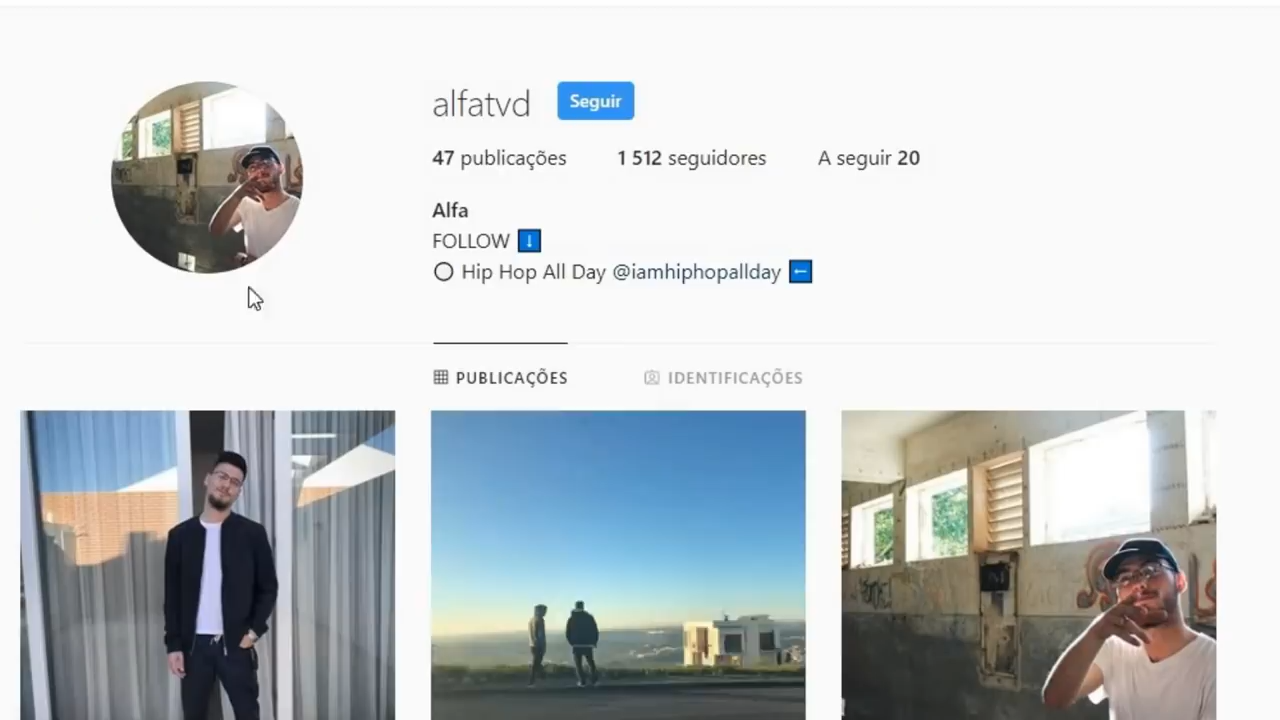 alfatvd Seguir
47 publicações 1 512 seguidores A seguir 20
Alfa
FOLLOW ⬇️
◯ Hip Hop All Day @iamhiphopallday ⬅️
PUBLICAÇÕES IDENTIFICAÇÕES